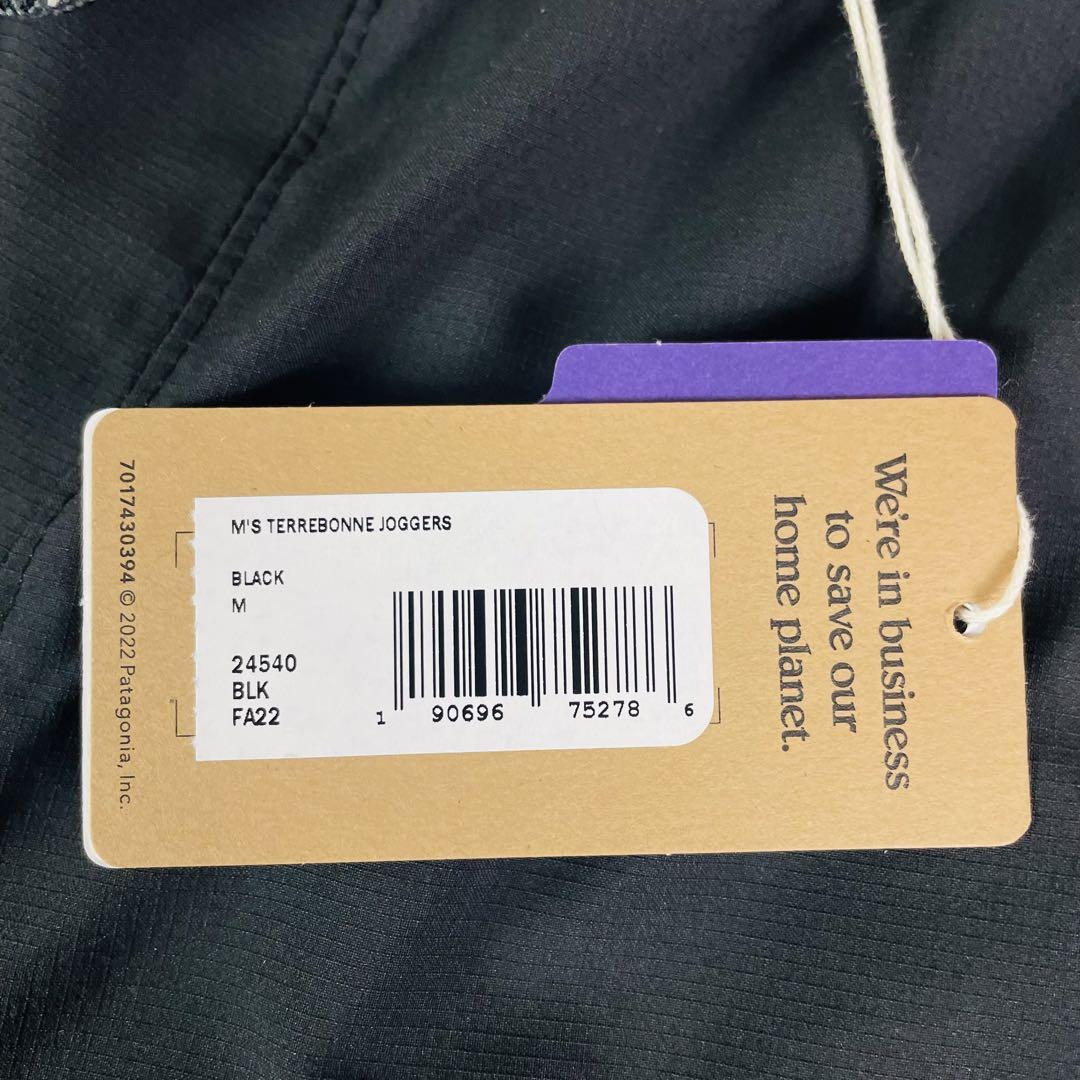 M'S TERREBONNE JOGGERS
BLACK
M
24540
BLK
FA22
1 90696 75278 6
We're in business
to save our
home planet.
7017430394 © 2022 Patagonia, Inc.